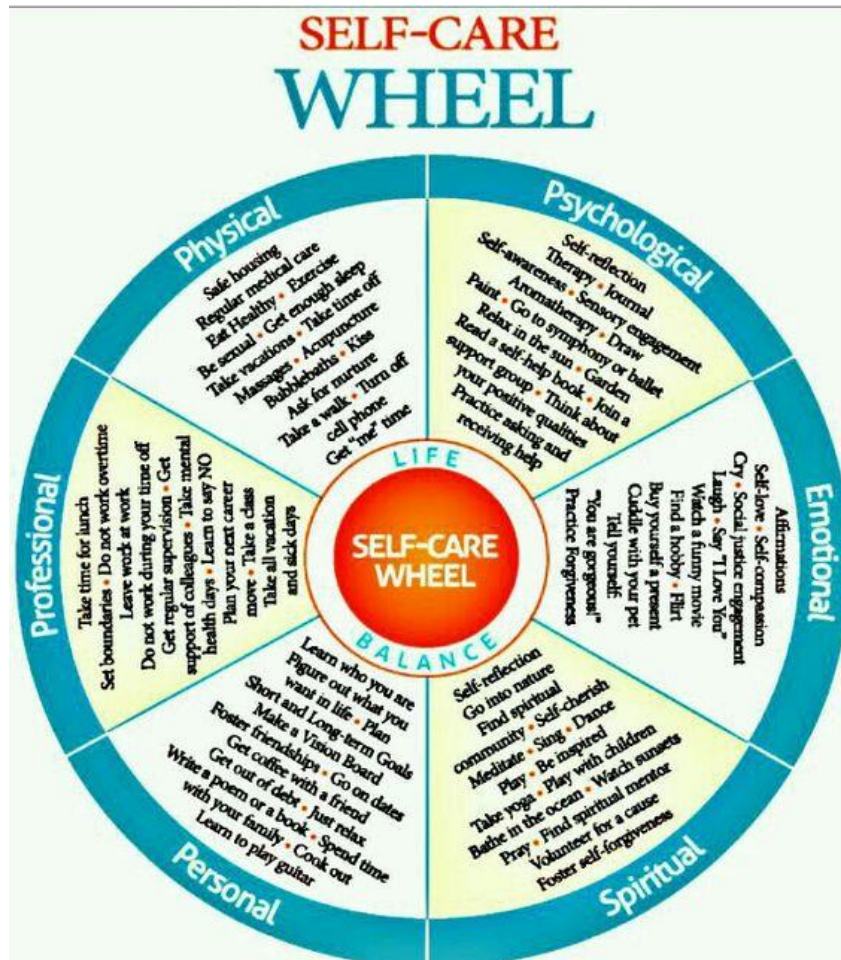 SELF-CARE
WHEEL
Physical
Safe housing
Regular medical care
Eat Healthy • Exercise
Be sexual • Get enough sleep
Take vacations • Take time off
Massages • Acupuncture
Bubblebaths • Kiss
Ask for nurture
Take a walk • Turn off
cell phone
Get "me" time
Psychological
Self-reflection
Therapy • Journal
Self-awareness • Sensory engagement
Aromatherapy • Draw
Paint • Go to symphony or ballet
Relax in the sun • Garden
Read a self-help book • Join a
support group • Think about
your positive qualities
Practice asking and
receiving help
Emotional
Affirmations
Self-love • Self-compassion
Cry • Social justice engagement
Laugh • Say "I Love You"
Watch a funny movie
Find a hobby • Flirt
Buy yourself a present
Cuddle with your pet
Tell yourself:
"You are gorgeous!"
Practice Forgiveness
Spiritual
Self-reflection
Go into nature
Find spiritual
community • Self-cherish
Meditate • Sing • Dance
Play • Be inspired
Take yoga • Play with children
Bathe in the ocean • Watch sunsets
Pray • Find spiritual mentor
Volunteer for a cause
Foster self-forgiveness
Personal
Learn who you are
Figure out what you
want in life • Plan
Short and Long-term Goals
Make a Vision Board
Foster friendships • Go on dates
Get coffee with a friend
Get out of debt • Just relax
Write a poem or a book • Spend time
with your family • Cook out
Learn to play guitar
Professional
Take time for lunch
Set boundaries • Do not work overtime
Leave work at work
Do not work during your time off
Get regular supervision • Get
support of colleagues • Take mental
health days • Learn to say NO
Plan your next career
move • Take a class
Take all vacation
and sick days
LIFE
SELF-CARE
WHEEL
BALANCE